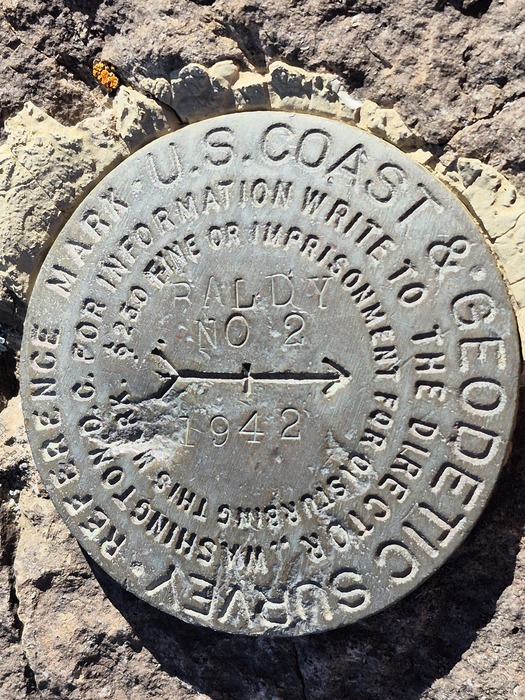 U.S. COAST & GEODETIC SURVEY
REFERENCE MARK
FOR INFORMATION WRITE TO THE DIRECTOR, WASHINGTON, D. C.
$250 FINE OR IMPRISONMENT FOR DISTURBING THIS MARK.
BALDY
NO 2
1942